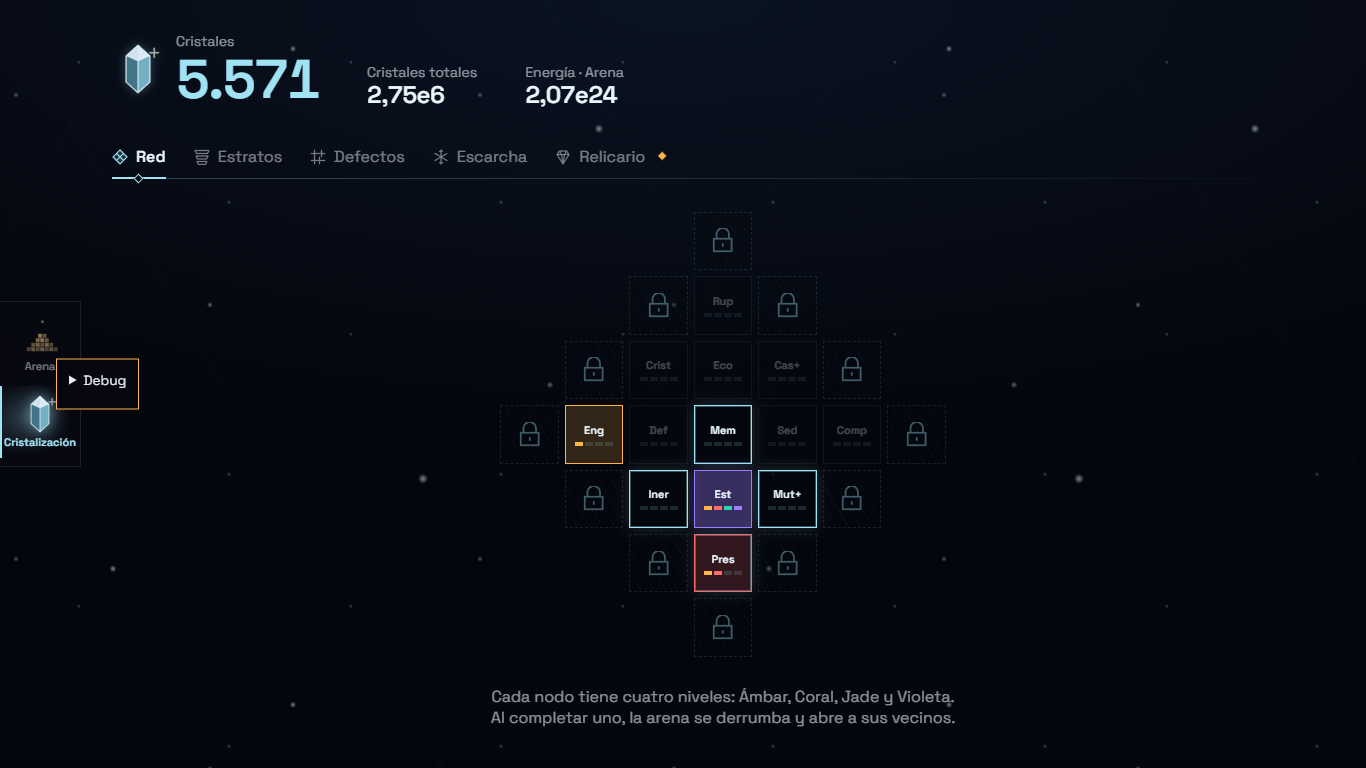 Cristales
5.571
Cristales totales
2,75e6
Energía · Arena
2,07e24
Red
Estratos
Defectos
Escarcha
Relicario
Arena
Debug
Cristalización
Rup
Crist
Eco
Cas+
Eng
Def
Mem
Sed
Comp
Iner
Est
Mut+
Pres
Cada nodo tiene cuatro niveles: Ámbar, Coral, Jade y Violeta.
Al completar uno, la arena se derrumba y abre a sus vecinos.